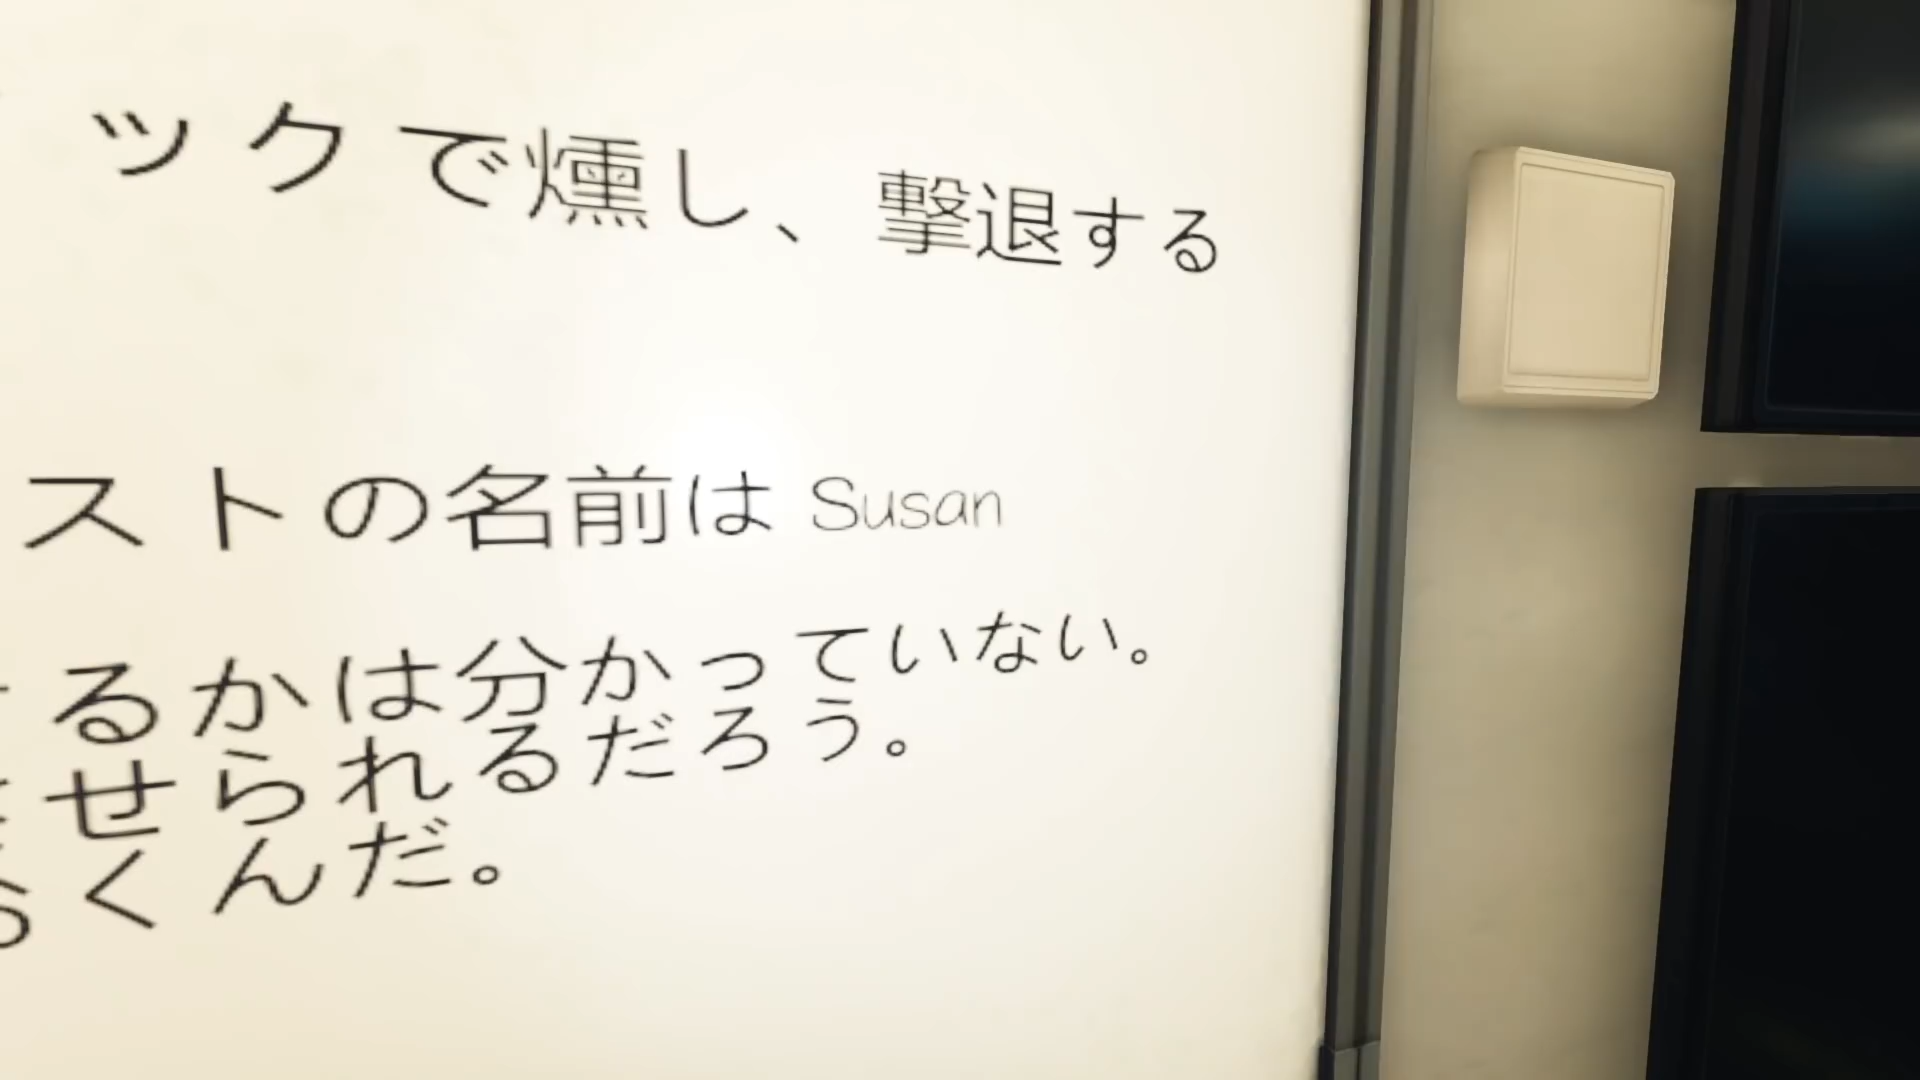 ックで燻し、撃退する
ストの名前は Susan
るかは分かっていない。
せられるだろう。
くんだ。